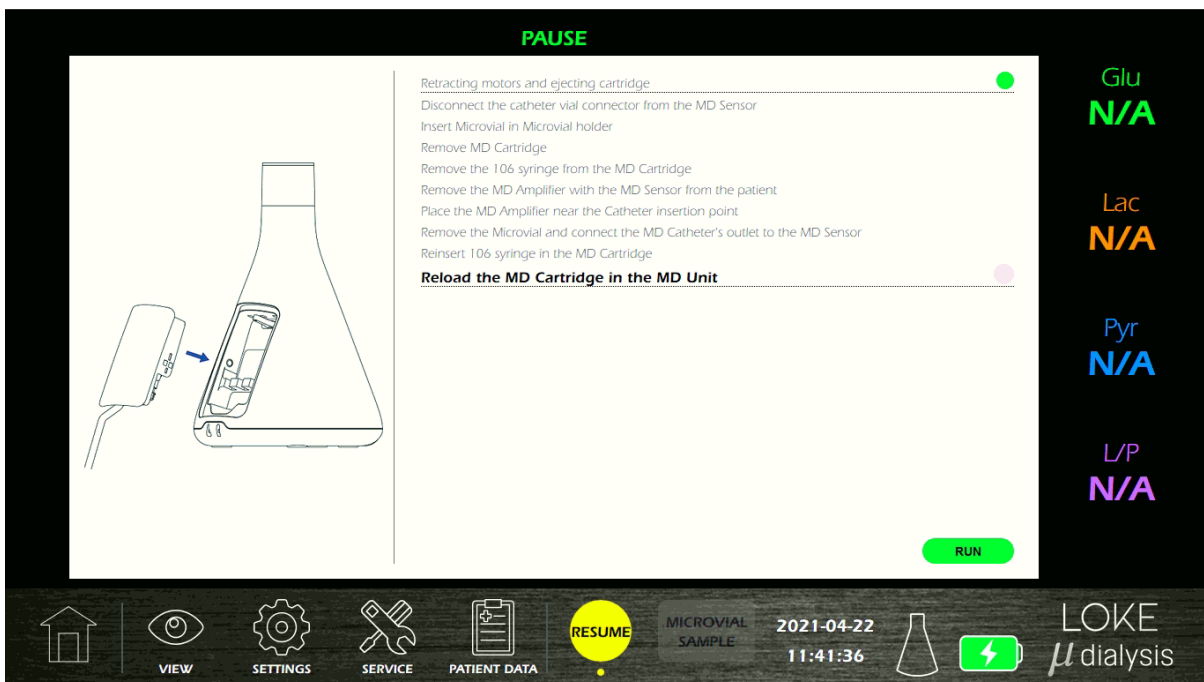 PAUSE
Retracting motors and ejecting cartridge
Disconnect the catheter vial connector from the MD Sensor
Insert Microvial in Microvial holder
Remove MD Cartridge
Remove the 106 syringe from the MD Cartridge
Remove the MD Amplifier with the MD Sensor from the patient
Place the MD Amplifier near the Catheter insertion point
Remove the Microvial and connect the MD Catheter's outlet to the MD Sensor
Reinsert 106 syringe in the MD Cartridge
Reload the MD Cartridge in the MD Unit
RUN
Glu
N/A
Lac
N/A
Pyr
N/A
L/P
N/A
VIEW
SETTINGS
SERVICE
PATIENT DATA
RESUME
MICROVIAL
SAMPLE
2021-04-22
11:41:36
LOKE
μ dialysis